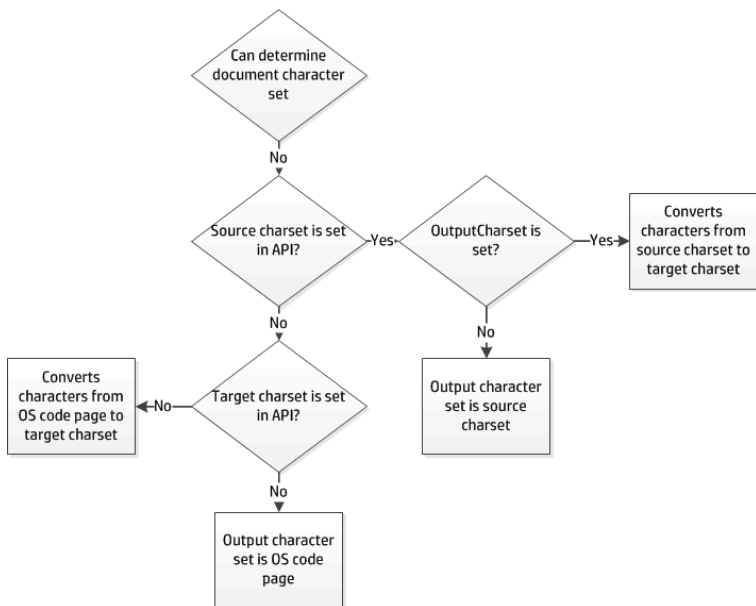 Can determine
document character
set
No
Source charset is set
in API?
Yes
OutputCharset is
set?
Yes
Converts
characters from
source charset to
target charset
No
No
Converts
characters from
OS code page to
target charset
No
Target charset is set
in API?
Output character
set is source
charset
No
Output character
set is OS code
page